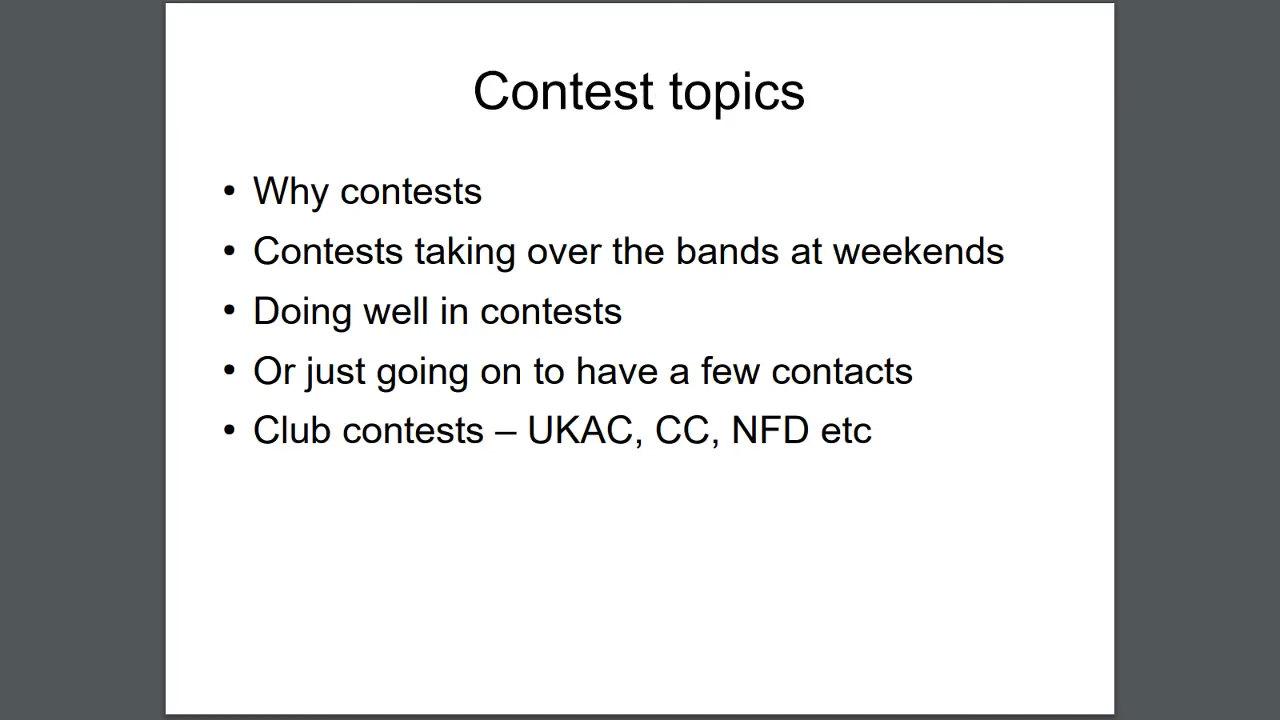 Contest topics
• Why contests
• Contests taking over the bands at weekends
• Doing well in contests
• Or just going on to have a few contacts
• Club contests – UKAC, CC, NFD etc